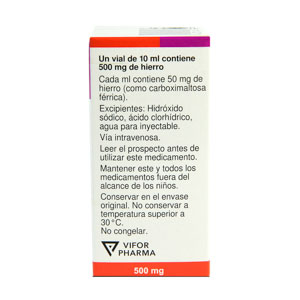 Un vial de 10 ml contiene
500 mg de hierro
Cada ml contiene 50 mg de
hierro (como carboximaltosa
férrica).
Excipientes: Hidróxido
sódico, ácido clorhídrico,
agua para inyectable.
Vía intravenosa.
Leer el prospecto antes de
utilizar este medicamento.
Mantener este y todos los
medicamentos fuera del
alcance de los niños.
Conservar en el envase
original. No conservar a
temperatura superior a
30°C.
No congelar.
VIFOR
PHARMA
500 mg